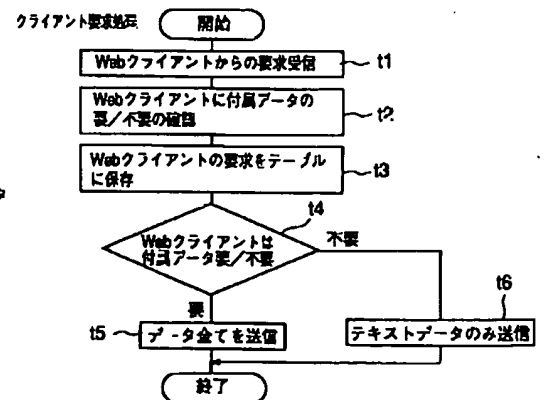 クライアント要求処理
開始
Webクライアントからの要求受信
t1
Webクライアントに付属データの
要/不要の確認
t2
Webクライアントの要求をテーブル
に保存
t3
t4
Webクライアントは
付属データ要/不要
不要
要
t6
t5
データ全てを送信
テキストデータのみ送信
終了